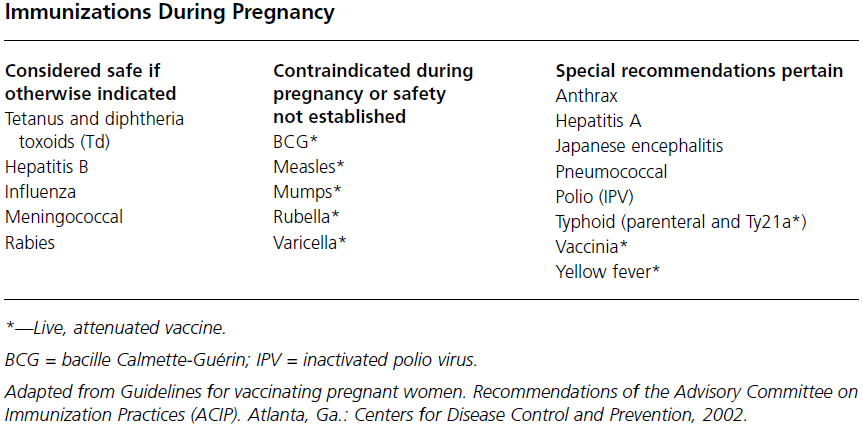 Immunizations During Pregnancy
Considered safe if
otherwise indicated
Tetanus and diphtheria
toxoids (Td)
Hepatitis B
Influenza
Meningococcal
Rabies
Contraindicated during
pregnancy or safety
not established
BCG*
Measles*
Mumps*
Rubella*
Varicella*
Special recommendations pertain
Anthrax
Hepatitis A
Japanese encephalitis
Pneumococcal
Polio (IPV)
Typhoid (parenteral and Ty21a*)
Vaccinia*
Yellow fever*
*—Live, attenuated vaccine.
BCG = bacille Calmette-Guérin; IPV = inactivated polio virus.
Adapted from Guidelines for vaccinating pregnant women. Recommendations of the Advisory Committee on
Immunization Practices (ACIP). Atlanta, Ga.: Centers for Disease Control and Prevention, 2002.